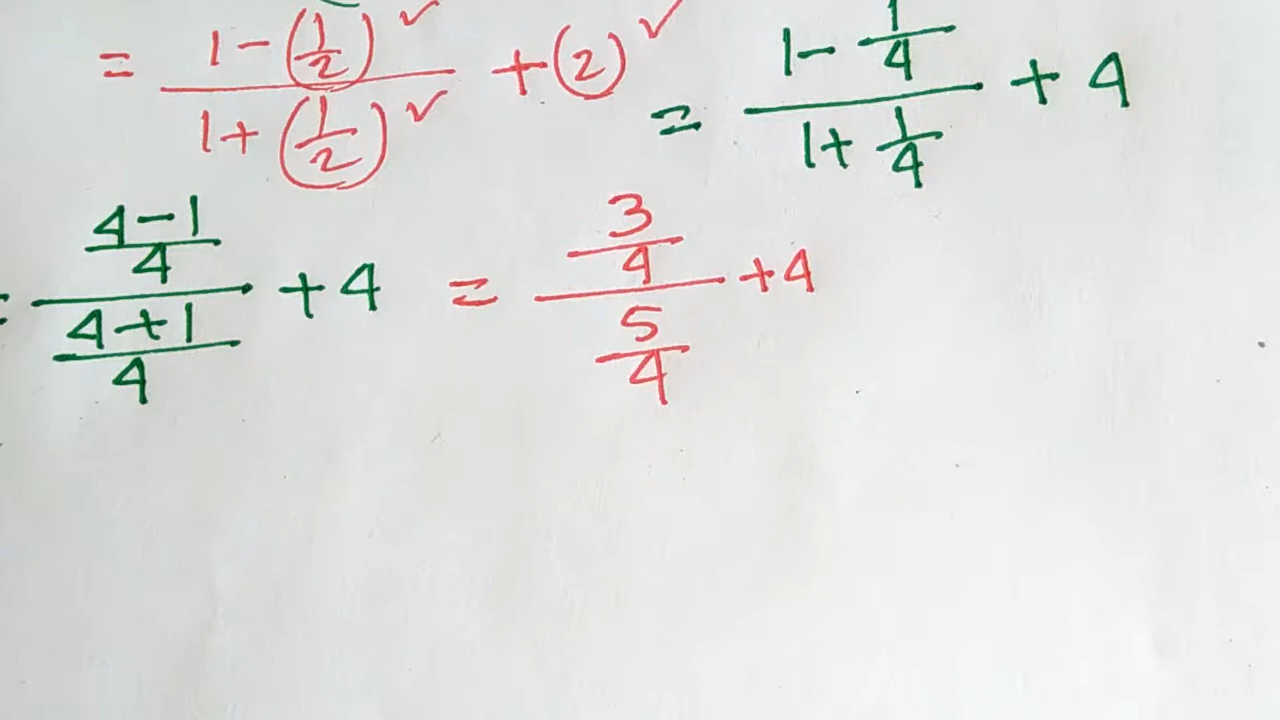 = (1-(1/2)²)/(1+(1/2)²) + (2)² = (1-1/4)/(1+1/4) + 4
= ((4-1)/4)/((4+1)/4) + 4 = (3/4)/(5/4) + 4